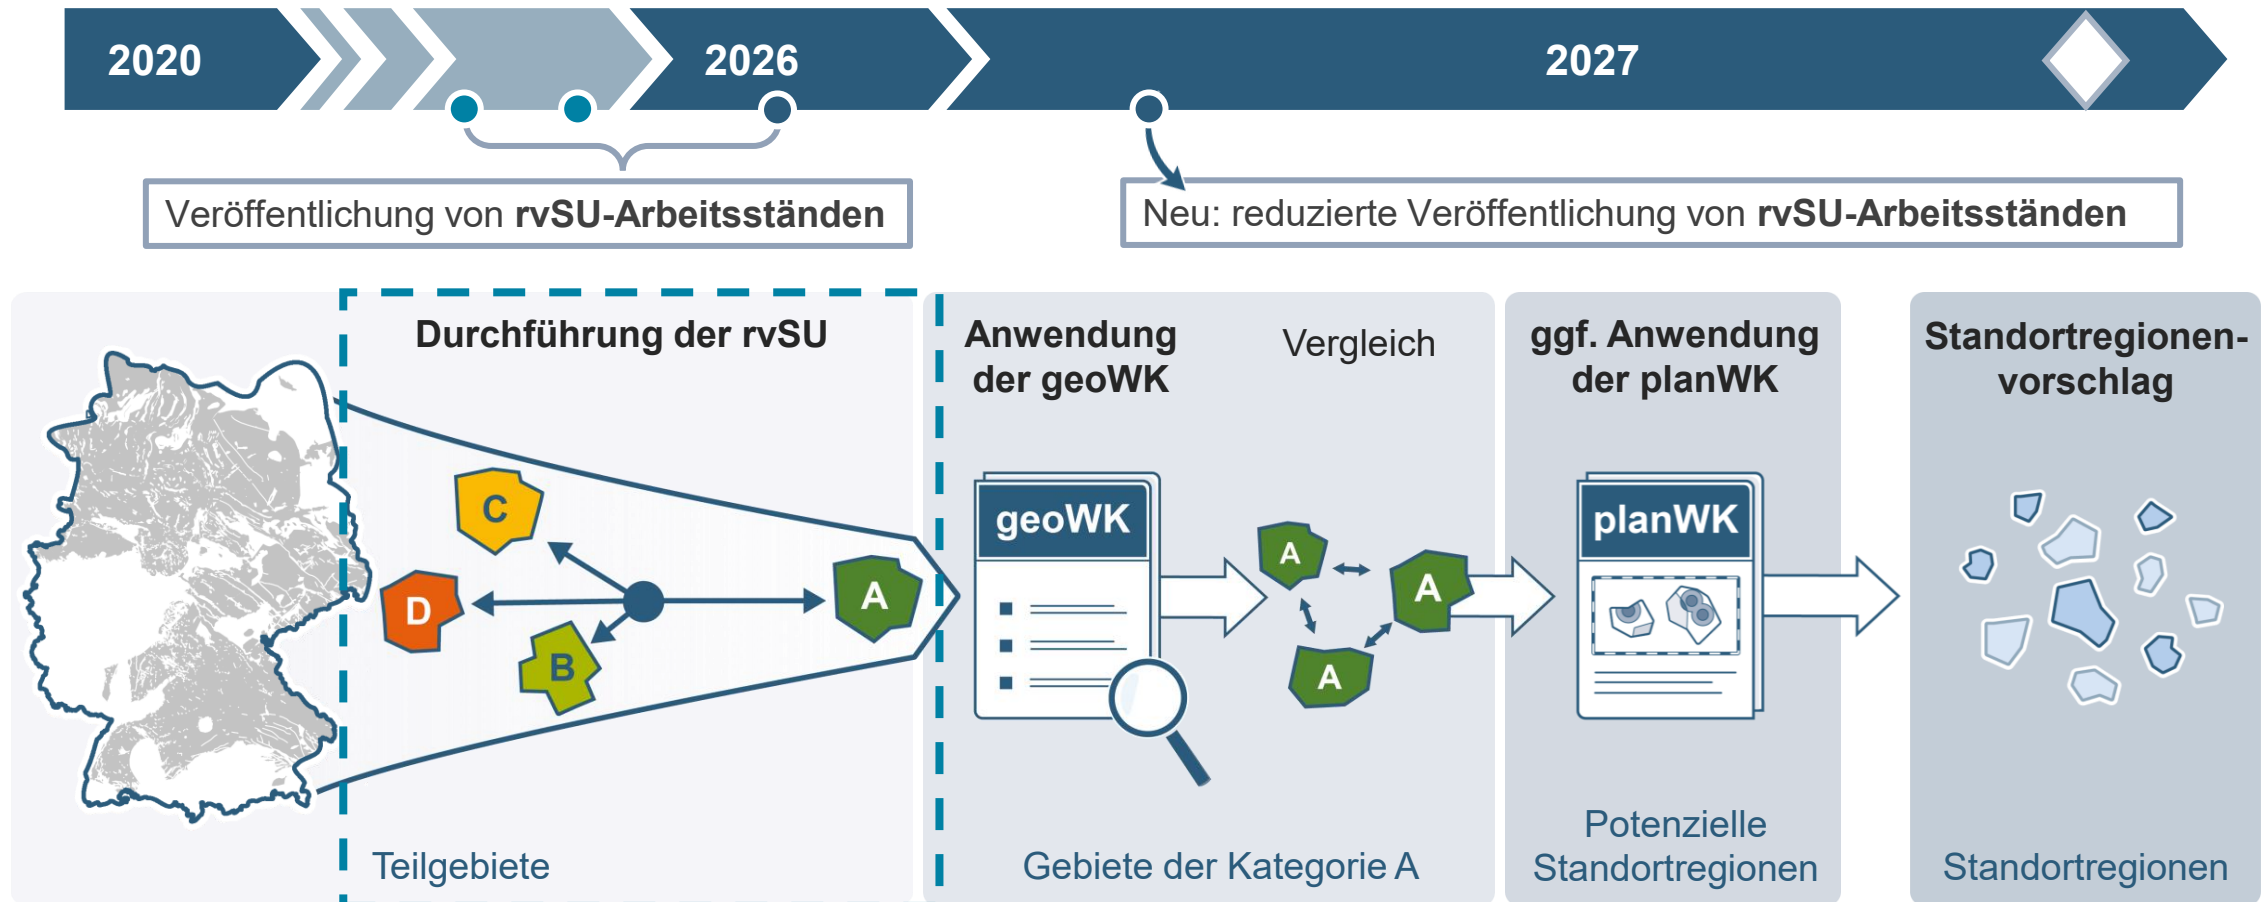 2020
2026
2027
Veröffentlichung von rvSU-Arbeitsständen
Neu: reduzierte Veröffentlichung von rvSU-Arbeitsständen
Durchführung der rvSU
C
D
B
A
Teilgebiete
Anwendung
der geoWK
Vergleich
geoWK
A
A
A
Gebiete der Kategorie A
ggf. Anwendung
der planWK
planWK
Potenzielle
Standortregionen
Standortregionen-
vorschlag
Standortregionen